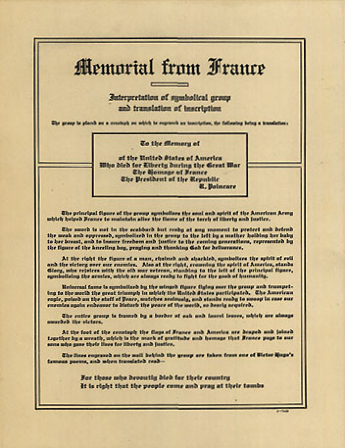 Memorial from France
Interpretation of symbolical group
and translation of inscription
The group is placed on a cenotaph on which is engraved an inscription, the following being a translation:
To the Memory of
of the United States of America
Who died for Liberty during the Great War
The Homage of France
The President of the Republic
R. Poincare
The principal figure of the group symbolizes the soul and spirit of the American Army
which helped France to maintain alive the flame of the torch of liberty and justice.
The sword is not in the scabbard but ready at any moment to protect and defend
the weak and oppressed, symbolized in the group to the left by a mother holding her baby
to her breast, and to insure freedom and justice to the coming generations, represented by
the figure of the kneeling boy, praying and thanking God for deliverance.
At the right the figure of a man, chained and shackled, symbolizes the spirit of evil
and the victory over our enemies. Also at the right, crowning the spirit of America, stands
Glory, who rejoices with the old war veteran, standing to the left of the principal figure,
symbolizing the armies, which are always ready to fight for the good of humanity.
Universal fame is symbolized by the winged figure flying over the group and trumpet-
ing to the world the great triumph in which the United States participated. The American
eagle, poised on the staff of Peace, watches anxiously, and stands ready to swoop in case our
enemies again endeavor to disturb the peace of the world, so dearly acquired.
The entire group is framed by a border of oak and laurel leaves, which are always
awarded the victors.
At the foot of the cenotaph the flags of France and America are draped and joined
together by a wreath, which is the mark of gratitude and homage that France pays to our
sons who gave their lives for liberty and justice.
The lines engraved on the wall behind the group are taken from one of Victor Hugo's
famous poems, and when translated read—
For those who devoutly died for their country
It is right that the people come and pray at their tombs